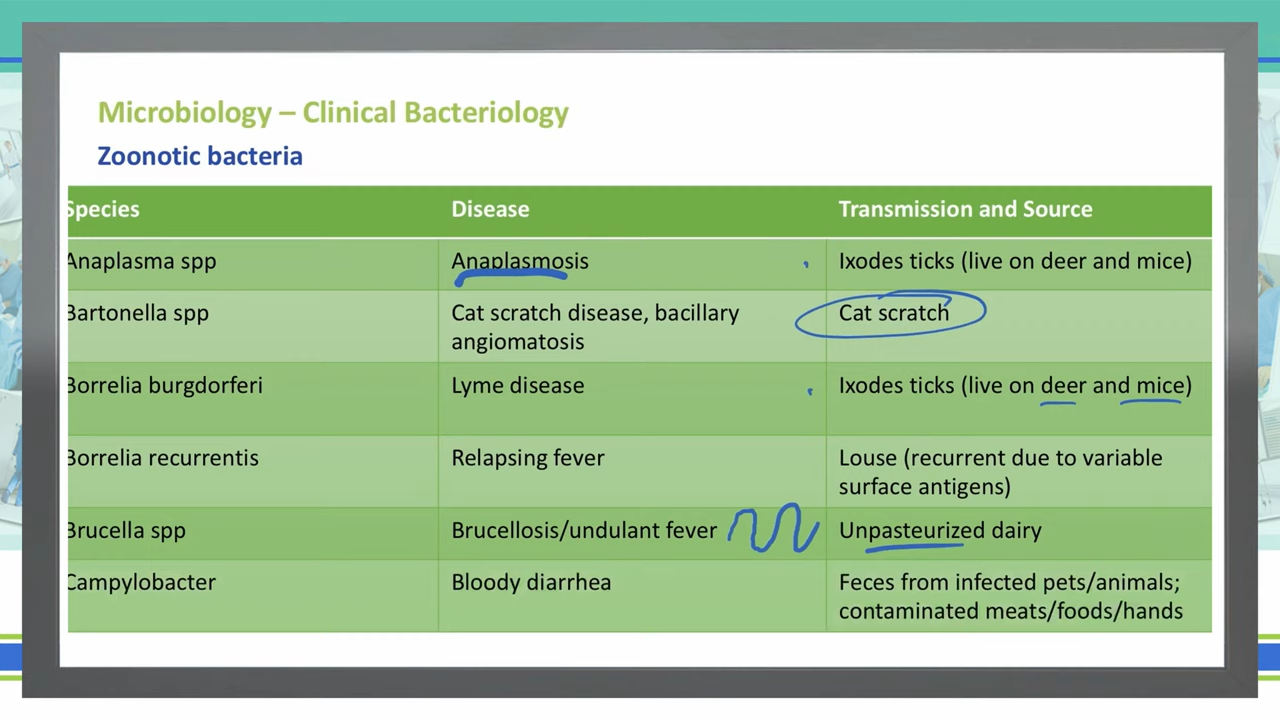 Microbiology – Clinical Bacteriology
Zoonotic bacteria
Species Disease Transmission and Source
Anaplasma spp Anaplasmosis Ixodes ticks (live on deer and mice)
Bartonella spp Cat scratch disease, bacillary Cat scratch
angiomatosis
Borrelia burgdorferi Lyme disease Ixodes ticks (live on deer and mice)
Borrelia recurrentis Relapsing fever Louse (recurrent due to variable
surface antigens)
Brucella spp Brucellosis/undulant fever Unpasteurized dairy
Campylobacter Bloody diarrhea Feces from infected pets/animals;
contaminated meats/foods/hands